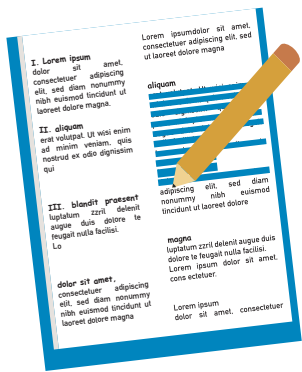 I. Lorem ipsum
dolor sit amet,
consectetuer adipiscing
elit, sed diam nonummy
nibh euismod tincidunt ut
laoreet dolore magna.
II. aliquam
erat volutpat. Ut wisi enim
ad minim veniam, quis
nostrud ex odio dignissim
qui
III. blandit praesent
luptatum zzril delenit
augue duis dolore te
feugait nulla facilisi.
Lo
dolor sit amet,
consectetuer adipiscing
elit, sed diam nonummy
nibh euismod tincidunt ut
laoreet dolore magna
Lorem ipsumdolor sit amet,
consectetuer adipiscing elit, sed
ut laoreet dolore magna
aliquam
adipiscing elit, sed diam
nonummy nibh euismod
tincidunt ut laoreet dolore
magna
luptatum zzril delenit augue duis
dolore te feugait nulla facilisi.
Lorem ipsum dolor sit amet,
cons ectetuer.
Lorem ipsum
dolor sit amet, consectetuer